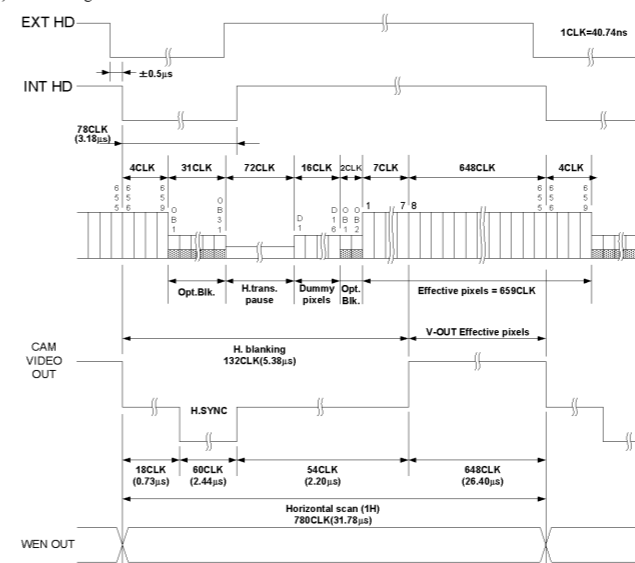 EXT HD
1CLK=40.74ns
±0.5μs
INT HD
78CLK
(3.18μs)
4CLK
31CLK
72CLK
16CLK
2CLK
7CLK
648CLK
4CLK
655
656
659
OB1
OB31
D1
D16
OB1
OB2
1
7
8
655
659
Opt.Blk.
H.trans.
pause
Dummy
pixels
Opt.
Blk.
Effective pixels = 659CLK
H. blanking
132CLK(5.38μs)
V-OUT Effective pixels
CAM
VIDEO
OUT
H.SYNC
18CLK
(0.73μs)
60CLK
(2.44μs)
54CLK
(2.20μs)
648CLK
(26.40μs)
Horizontal scan (1H)
780CLK(31.78μs)
WEN OUT